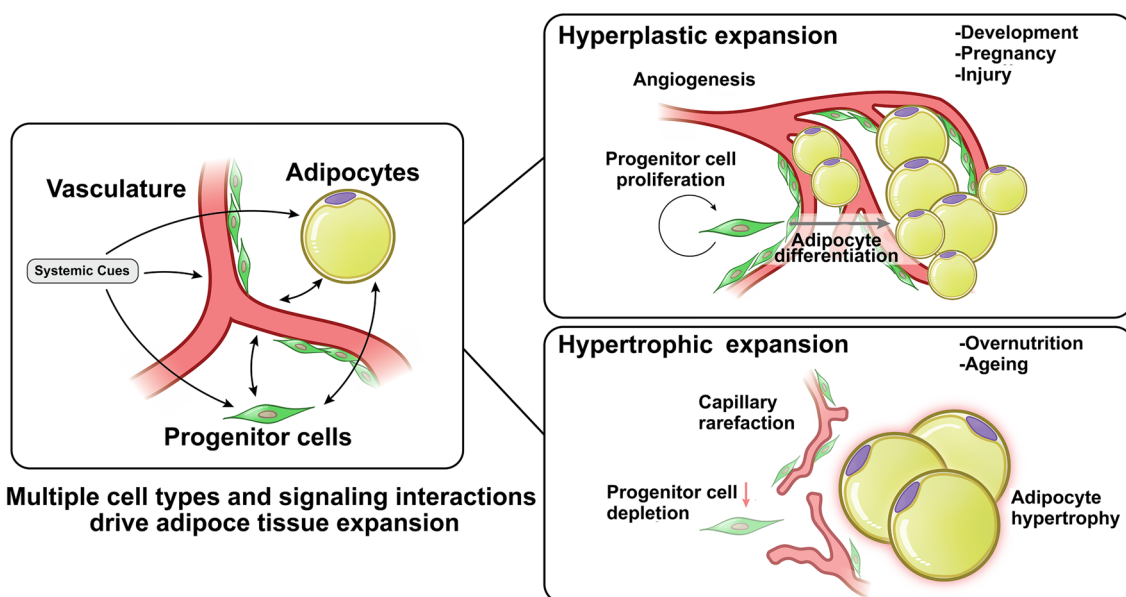 Vasculature
Adipocytes
Systemic Cues
Progenitor cells
Multiple cell types and signaling interactions
drive adipoce tissue expansion
Hyperplastic expansion
-Development
-Pregnancy
-Injury
Angiogenesis
Progenitor cell
proliferation
Adipocyte
differentiation
Hypertrophic expansion
-Overnutrition
-Ageing
Capillary
rarefaction
Progenitor cell
depletion
Adipocyte
hypertrophy